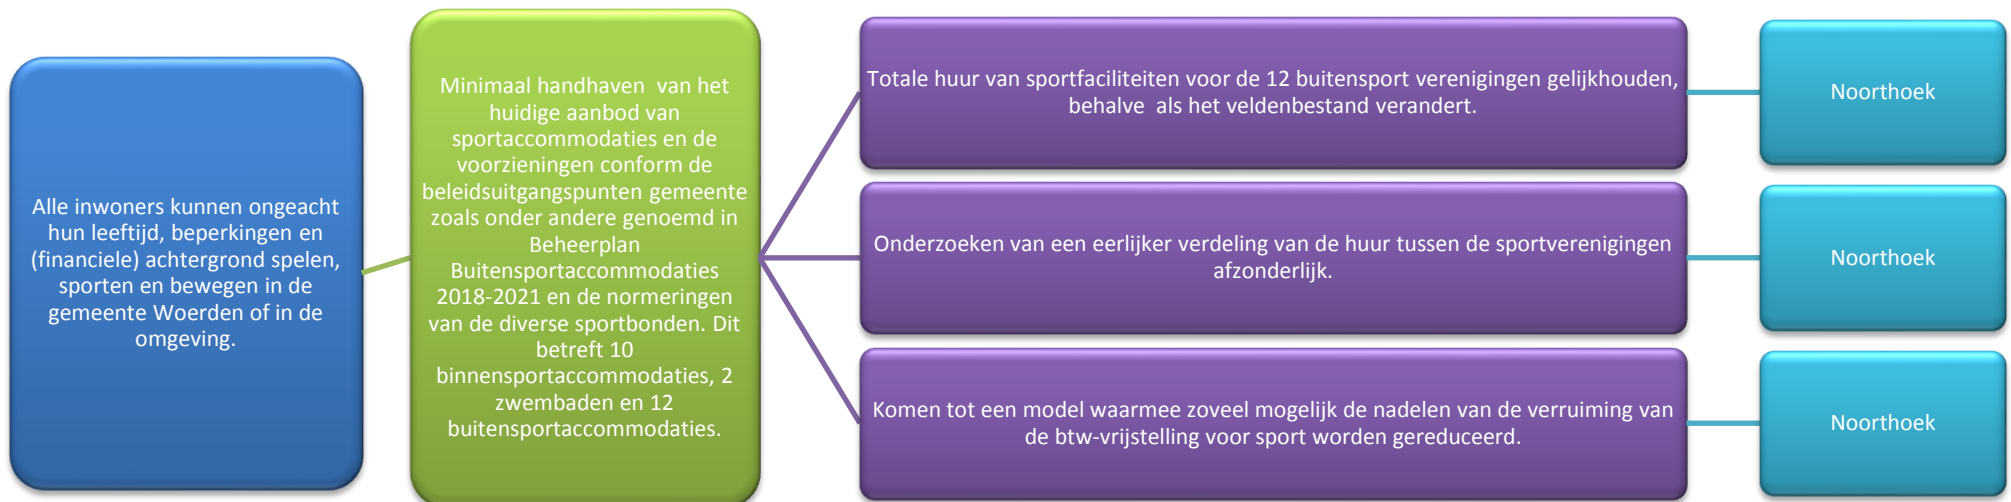 Alle inwoners kunnen ongeacht
hun leeftijd, beperkingen en
(financiele) achtergrond spelen,
sporten en bewegen in de
gemeente Woerden of in de
omgeving.
Minimaal handhaven van het
huidige aanbod van
sportaccommodaties en de
voorzieningen conform de
beleidsuitgangspunten gemeente
zoals onder andere genoemd in
Beheerplan
Buitensportaccommodaties
2018-2021 en de normeringen
van de diverse sportbonden. Dit
betreft 10
binnensportaccommodaties, 2
zwembaden en 12
buitensportaccommodaties.
Totale huur van sportfaciliteiten voor de 12 buitensport verenigingen gelijkhouden,
behalve als het veldenbestand verandert.
Noorthoek
Onderzoeken van een eerlijker verdeling van de huur tussen de sportverenigingen
afzonderlijk.
Noorthoek
Komen tot een model waarmee zoveel mogelijk de nadelen van de verruiming van
de btw-vrijstelling voor sport worden gereduceerd.
Noorthoek